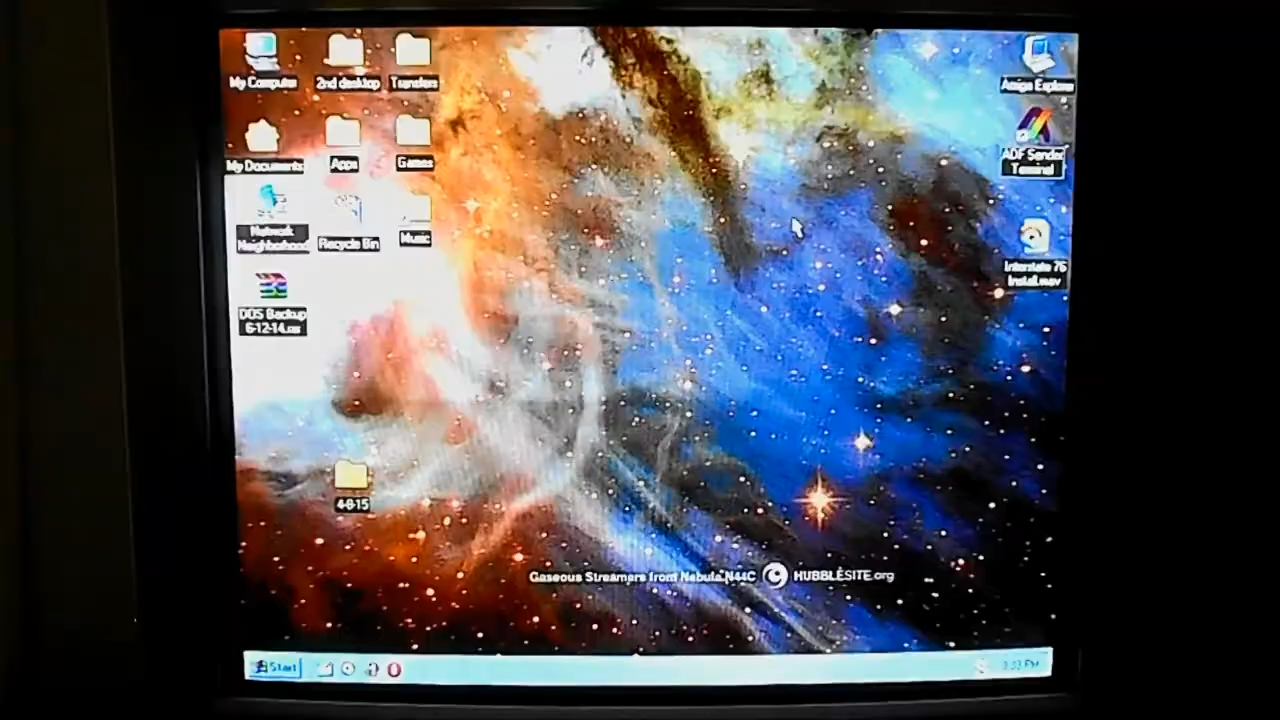 My Computer
2nd desktop
Transfers
Amiga Explorer
My Documents
Apps
Games
ADF Sender
Terminal
Network
Neighborhood
Recycle Bin
Music
Interstate 76
Install.wav
DOS Backup
6-12-14.rar
4-8-15
Gaseous Streamers from Nebula N44C
HUBBLESITE.org
Start